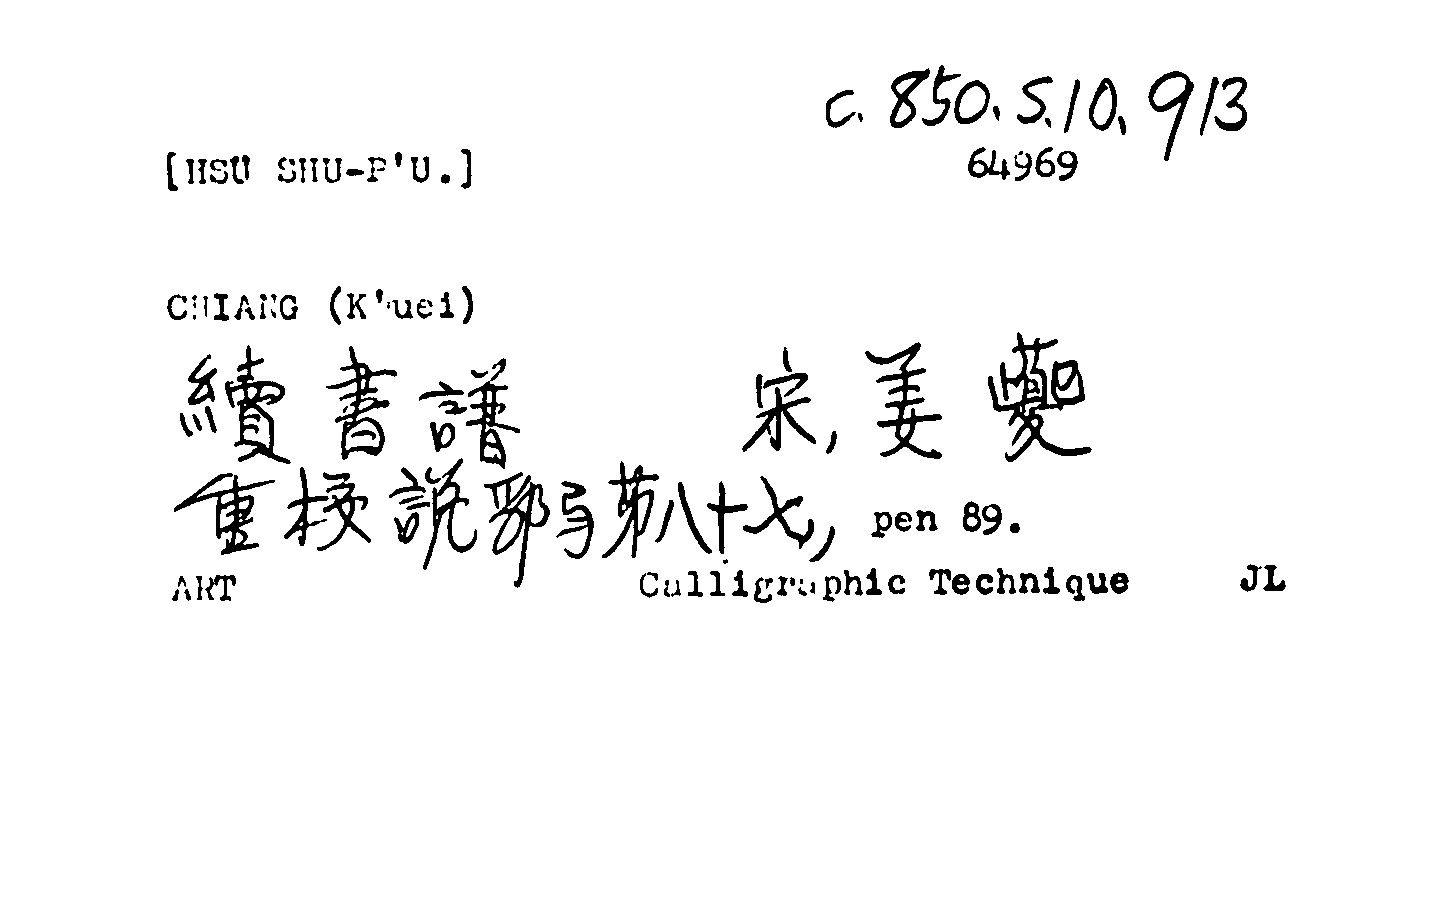 C. 850.5.10.913
[HSU SHU-P'U.]
64969
CHIANG (K'uei)
續書譜 宋, 姜夔
重校說郛弓第八十七, pen 89.
ART Calligraphic Technique JL